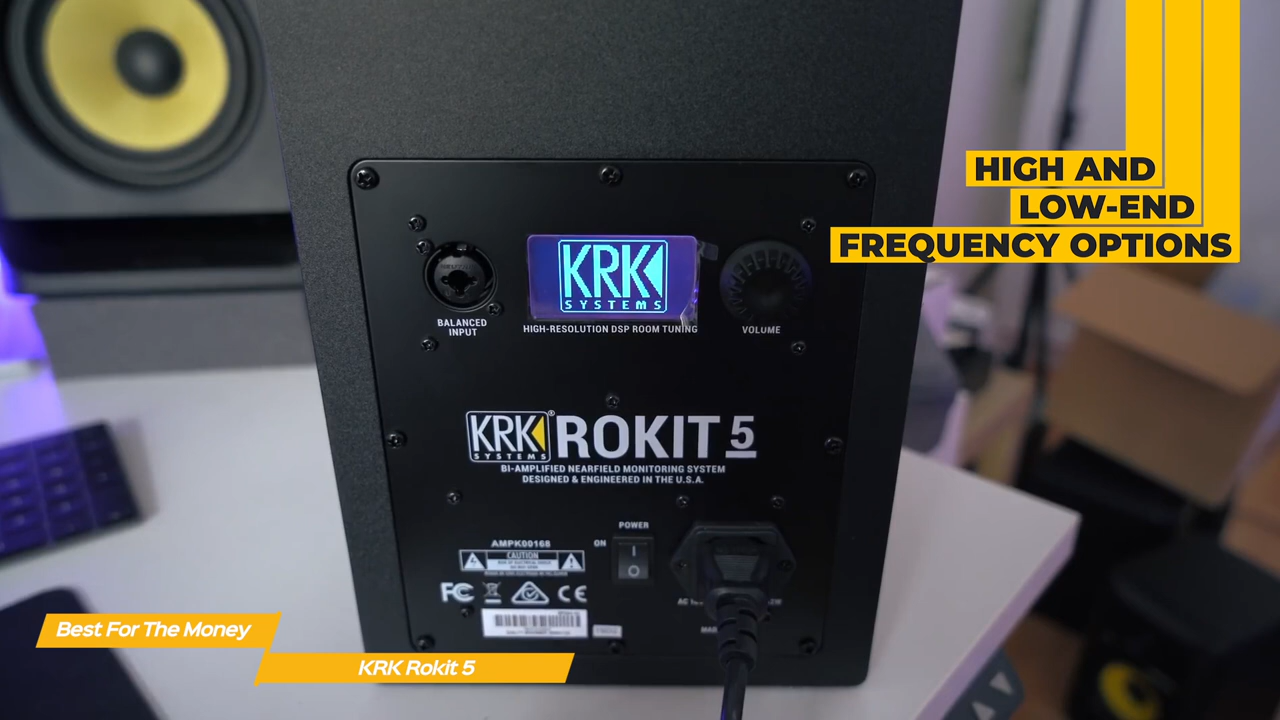 HIGH AND
LOW-END
FREQUENCY OPTIONS
KRK
SYSTEMS
BALANCED
INPUT
HIGH-RESOLUTION DSP ROOM TUNING
VOLUME
KRK
SYSTEMS
®
ROKIT 5
BI-AMPLIFIED NEARFIELD MONITORING SYSTEM
DESIGNED & ENGINEERED IN THE U.S.A.
POWER
ON
AMPK00168
CAUTION
FC CE
Best For The Money
KRK Rokit 5